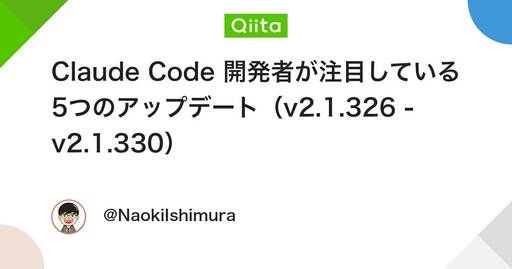 Qiita
Claude Code 開発者が注目している
5つのアップデート（v2.1.326 -
v2.1.330）
@NaokiIshimura